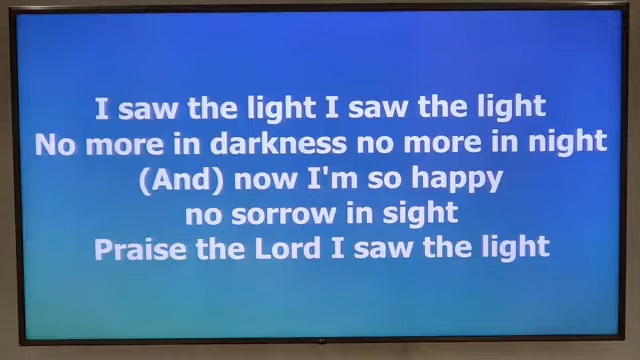 I saw the light I saw the light
No more in darkness no more in night
(And) now I'm so happy
no sorrow in sight
Praise the Lord I saw the light